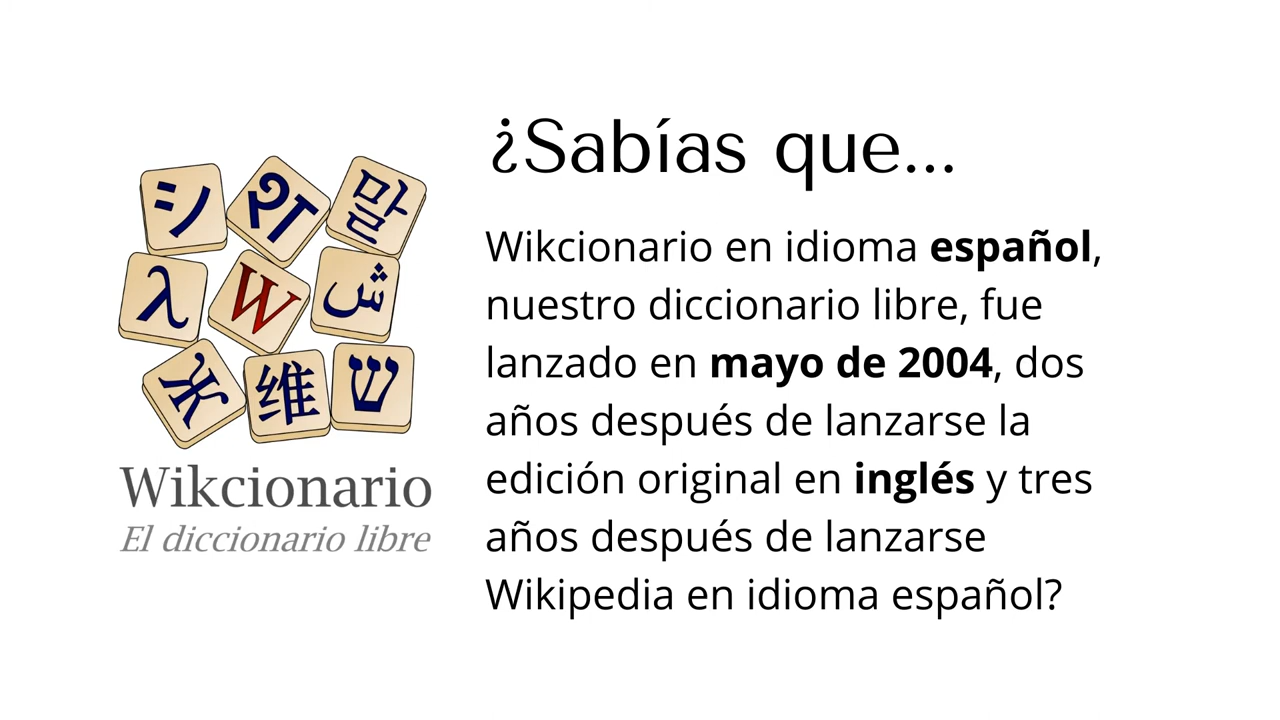 シ
श
말
λ
W
ش
Ж
维
ש
Wikcionario
El diccionario libre
¿Sabías que...
Wikcionario en idioma español,
nuestro diccionario libre, fue
lanzado en mayo de 2004, dos
años después de lanzarse la
edición original en inglés y tres
años después de lanzarse
Wikipedia en idioma español?